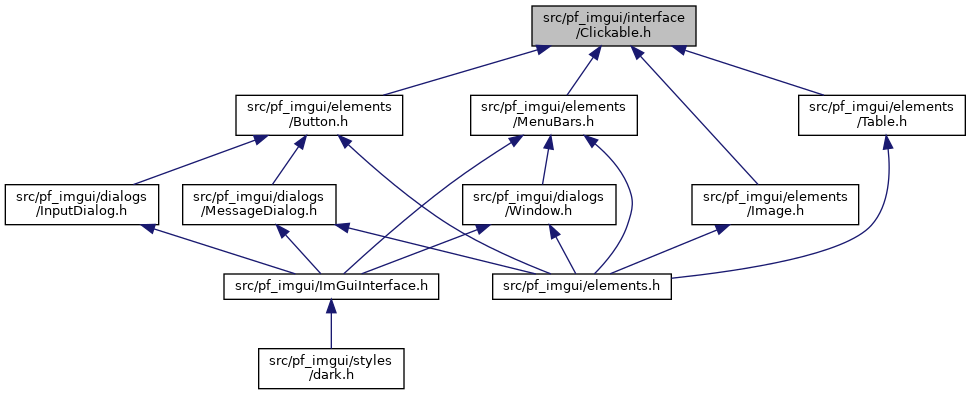 src/pf_imgui/interface
/Clickable.h
src/pf_imgui/elements
/Button.h
src/pf_imgui/elements
/MenuBars.h
src/pf_imgui/elements
/Table.h
src/pf_imgui/dialogs
/InputDialog.h
src/pf_imgui/dialogs
/MessageDialog.h
src/pf_imgui/dialogs
/Window.h
src/pf_imgui/elements
/Image.h
src/pf_imgui/ImGuiInterface.h
src/pf_imgui/elements.h
src/pf_imgui/styles
/dark.h